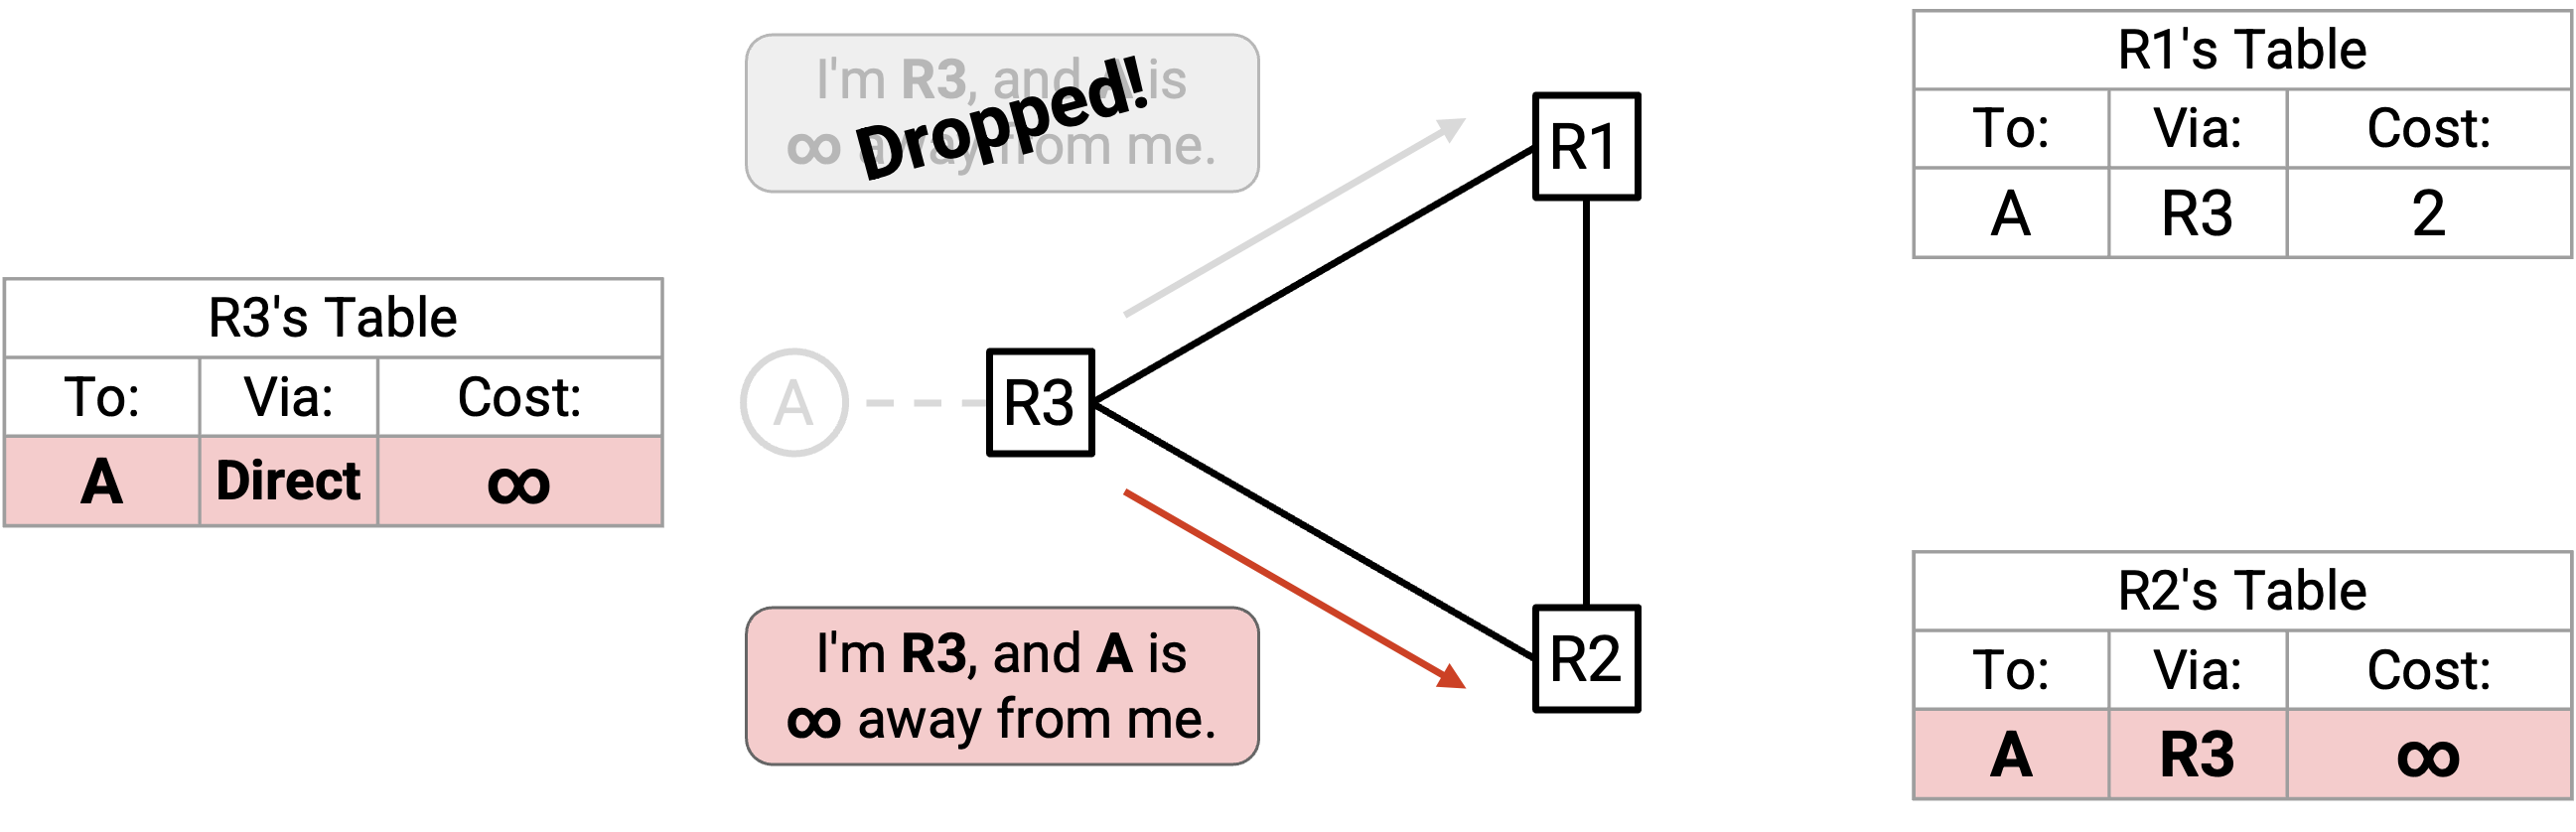 I'm R3, and A is
∞ away from me.
Dropped!
R1's Table
To: Via: Cost:
A R3 2
R1
R3's Table
To: Via: Cost:
A Direct ∞
A
R3
I'm R3, and A is
∞ away from me.
R2
R2's Table
To: Via: Cost:
A R3 ∞